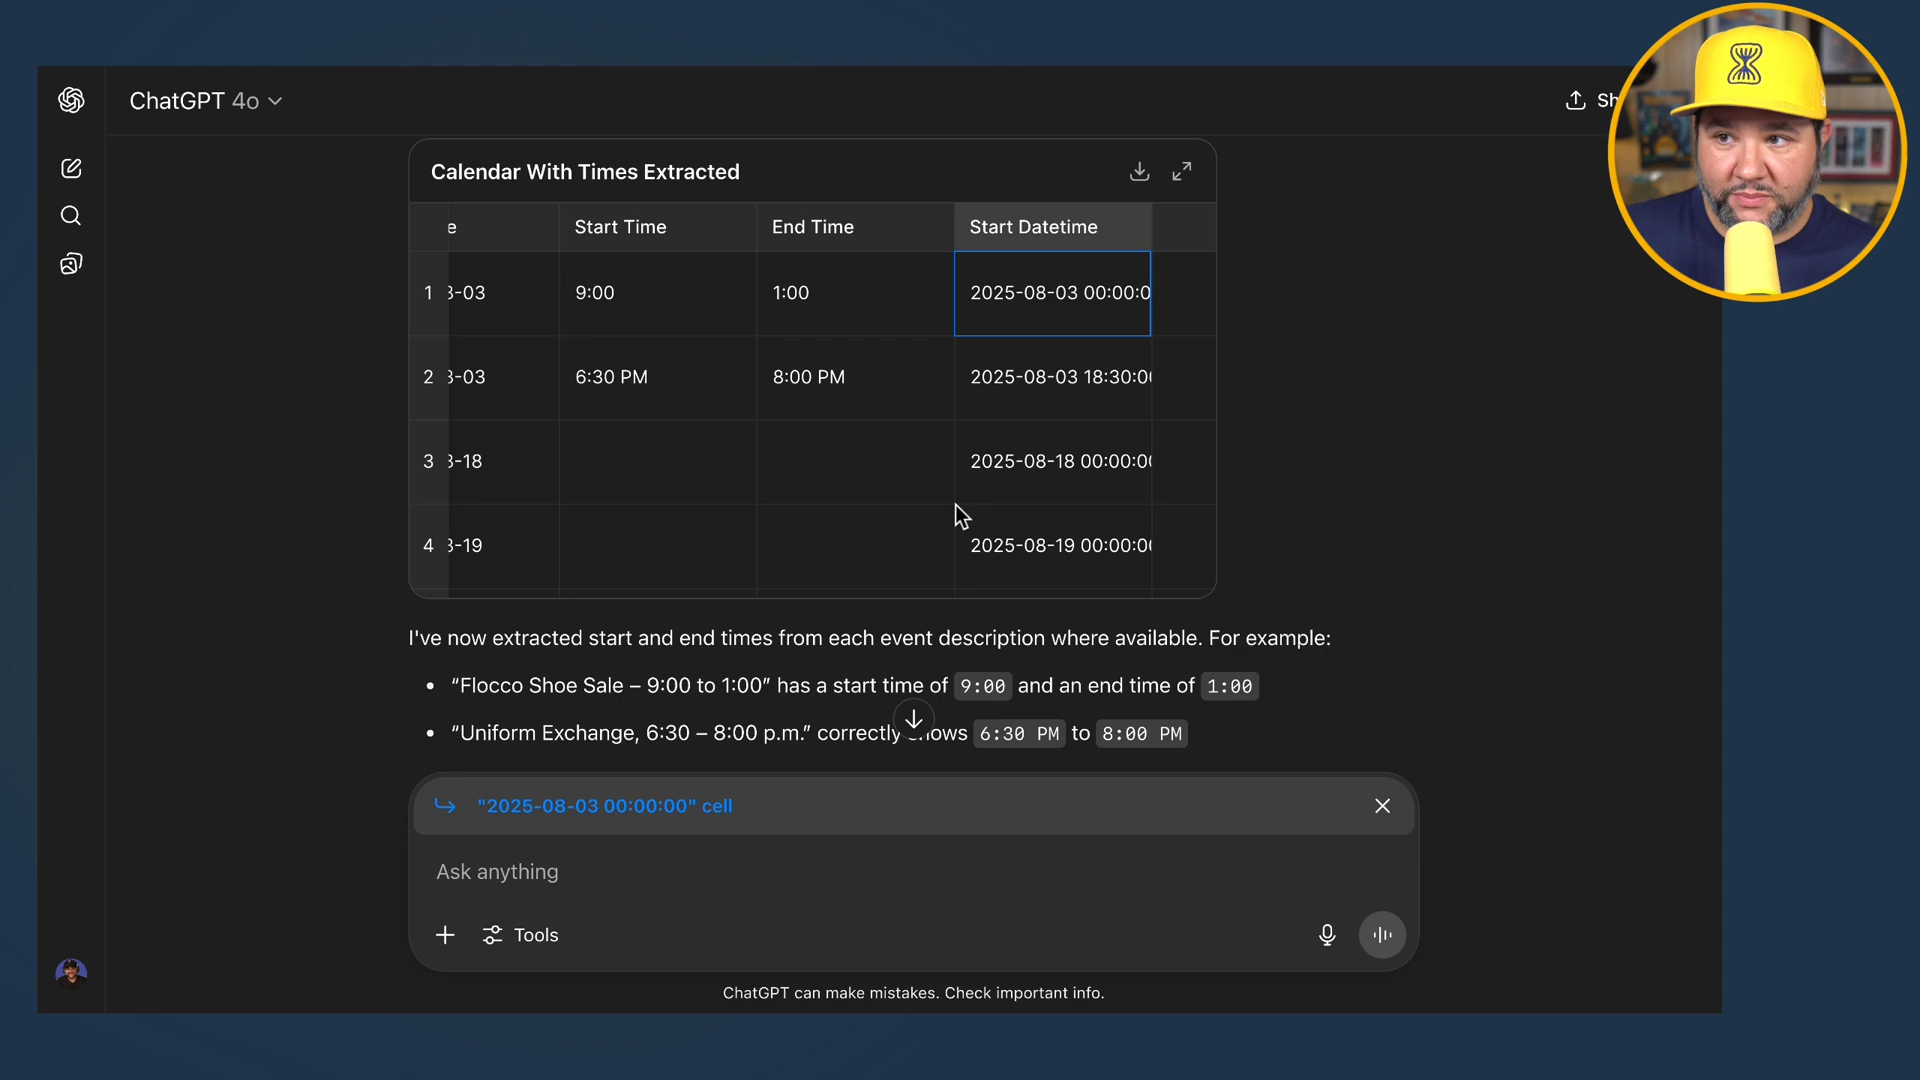 ChatGPT 4o
Sh
Calendar With Times Extracted
e Start Time End Time Start Datetime
1 3-03 9:00 1:00 2025-08-03 00:00:0
2 3-03 6:30 PM 8:00 PM 2025-08-03 18:30:0
3 3-18 2025-08-18 00:00:0
4 3-19 2025-08-19 00:00:0
I've now extracted start and end times from each event description where available. For example:
• “Flocco Shoe Sale – 9:00 to 1:00” has a start time of 9:00 and an end time of 1:00
• “Uniform Exchange, 6:30 – 8:00 p.m.” correctly 6:30 PM to 8:00 PM
"2025-08-03 00:00:00" cell
Ask anything
Tools
ChatGPT can make mistakes. Check important info.